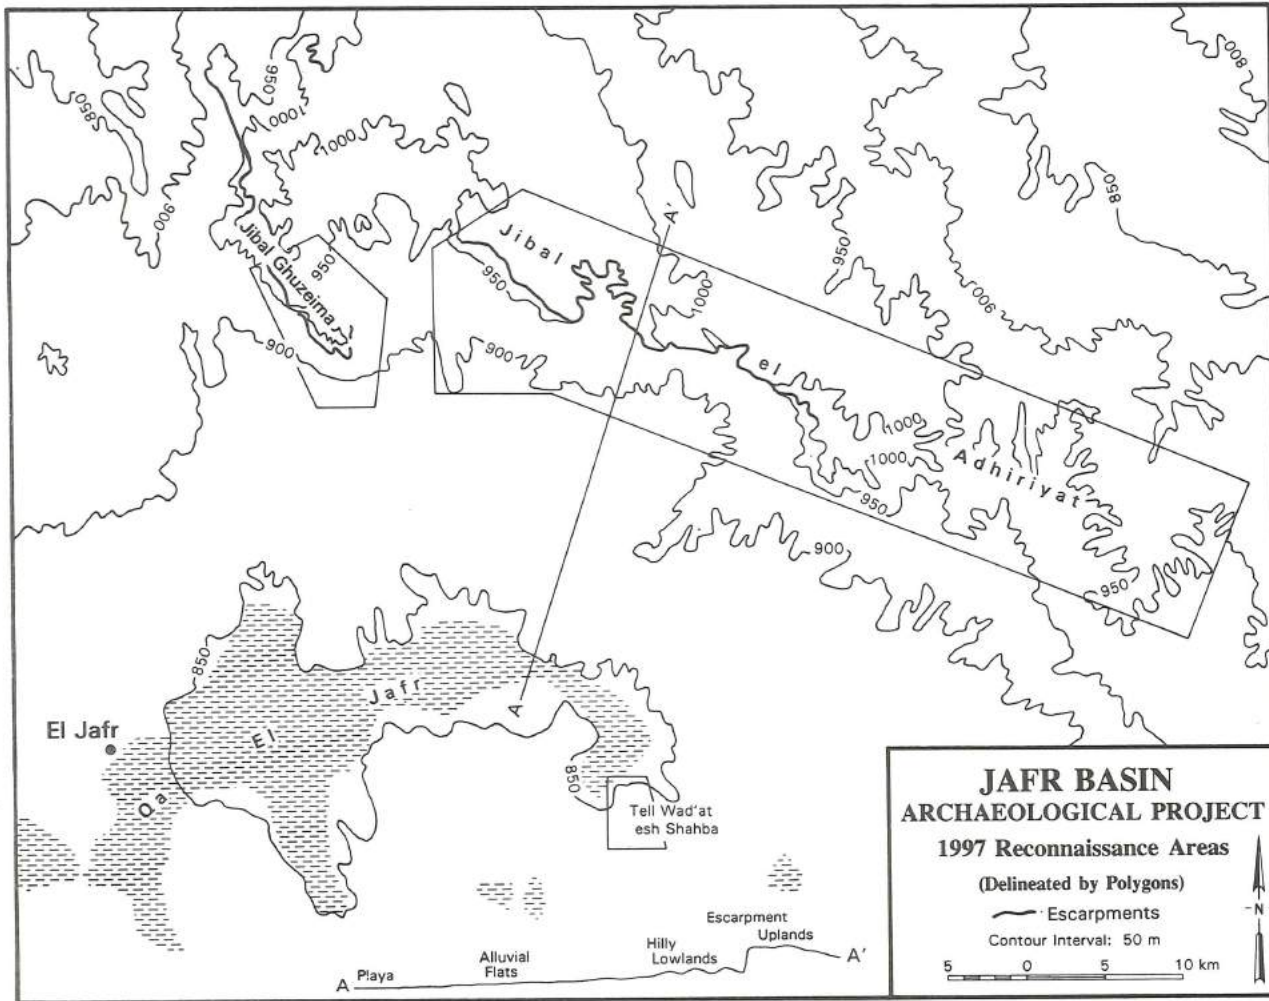 950
850
1000
1000
900
800
850
950
900
Jibal Ghuzeima
950
900
Jibal
950
A'
1000
900
el
1000
1000
950
Adhiriyat
900
950
850
Qa El Jafr
El Jafr
A
850
Tell Wad'at
esh Shahba
JAFR BASIN
ARCHAEOLOGICAL PROJECT
1997 Reconnaissance Areas
(Delineated by Polygons)
Escarpments
Contour Interval: 50 m
5 0 5 10 km
N
A
Playa
Alluvial
Flats
Hilly
Lowlands
Escarpment
Uplands
A'